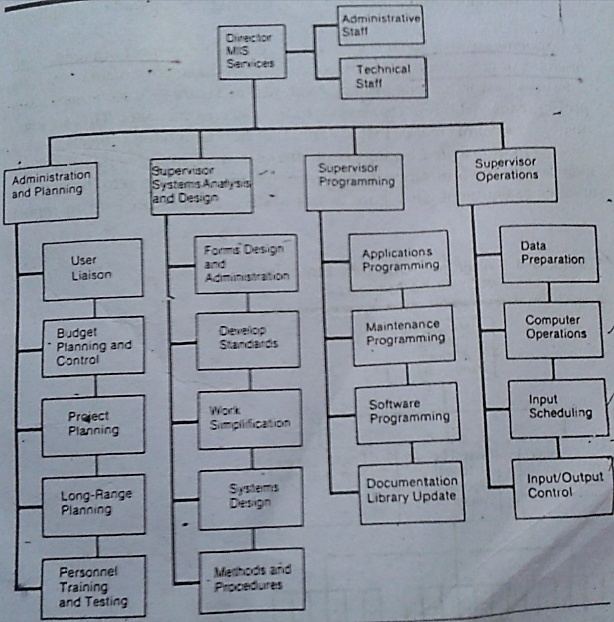 Director
MIS
Services
Administrative
Staff
Technical
Staff
Administration
and Planning
Supervisor
Systems Analysis
and Design
Supervisor
Programming
Supervisor
Operations
User
Liaison
Budget
Planning and
Control
Project
Planning
Long-Range
Planning
Personnel
Training
and Testing
Forms Design
and
Administration
Develop
Standards
Work
Simplification
Systems
Design
Methods and
Procedures
Applications
Programming
Maintenance
Programming
Software
Programming
Documentation
Library Update
Data
Preparation
Computer
Operations
Input
Scheduling
Input/Output
Control